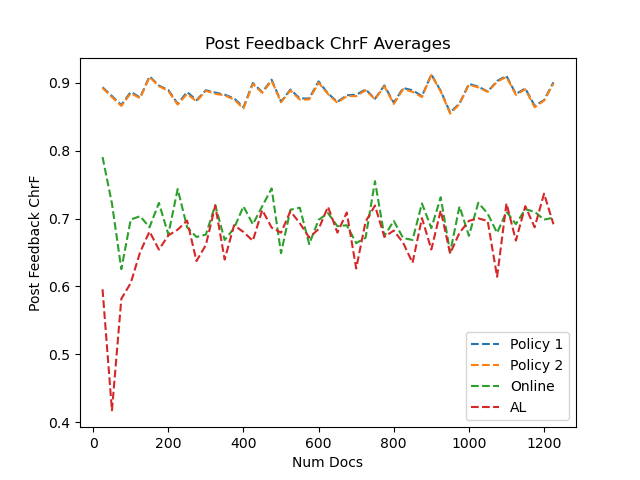 Post Feedback ChrF Averages
Post Feedback ChrF
0.9
0.8
0.7
0.6
0.5
0.4
0 200 400 600 800 1000 1200
Num Docs
Policy 1
Policy 2
Online
AL